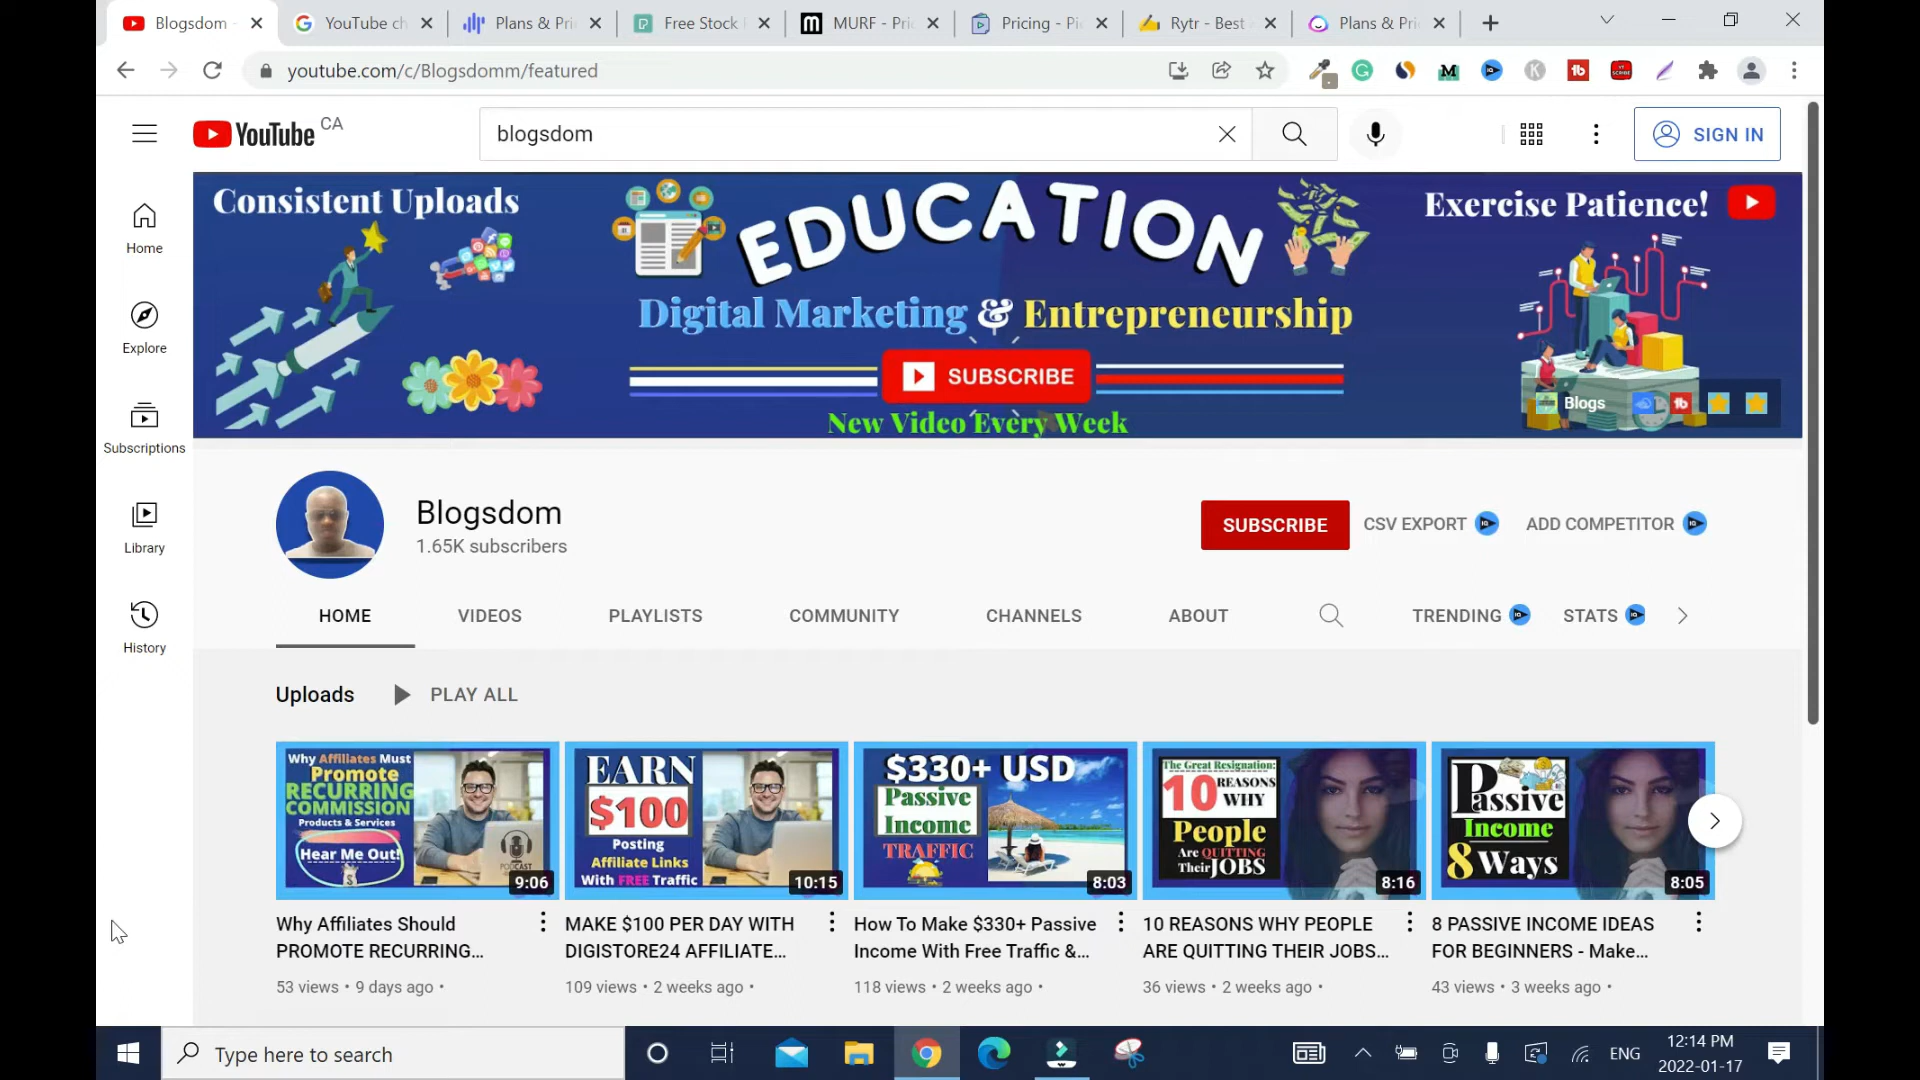 Blogsdom -
YouTube ch
Plans & Pri
Free Stock
MURF - Pric
Pricing - Pi
Rytr - Best
Plans & Pri
youtube.com/c/Blogsdomm/featured
YouTube CA
blogsdom
SIGN IN
Home
Explore
Subscriptions
Library
History
Consistent Uploads
EDUCATION
Digital Marketing & Entrepreneurship
SUBSCRIBE
New Video Every Week
Exercise Patience!
Blogs
Blogsdom
1.65K subscribers
SUBSCRIBE
CSV EXPORT
ADD COMPETITOR
HOME
VIDEOS
PLAYLISTS
COMMUNITY
CHANNELS
ABOUT
TRENDING
STATS
Uploads
PLAY ALL
Why Affiliates Must
Promote
RECURRING
COMMISSION
Products & Services
Hear Me Out!
PODCAST
9:06
Why Affiliates Should
PROMOTE RECURRING...
53 views • 9 days ago •
EARN
$100
Posting
Affiliate Links
With FREE Traffic
10:15
MAKE $100 PER DAY WITH
DIGISTORE24 AFFILIATE...
109 views • 2 weeks ago •
$330+ USD
Passive
Income
TRAFFIC
8:03
How To Make $330+ Passive
Income With Free Traffic &...
118 views • 2 weeks ago •
The Great Resignation:
10 REASONS
WHY
People
Are QUITTING
Their JOBS
8:16
10 REASONS WHY PEOPLE
ARE QUITTING THEIR JOBS...
36 views • 2 weeks ago •
Passive
Income
8 Ways
8:05
8 PASSIVE INCOME IDEAS
FOR BEGINNERS - Make...
43 views • 3 weeks ago •
Type here to search
ENG
12:14 PM
2022-01-17